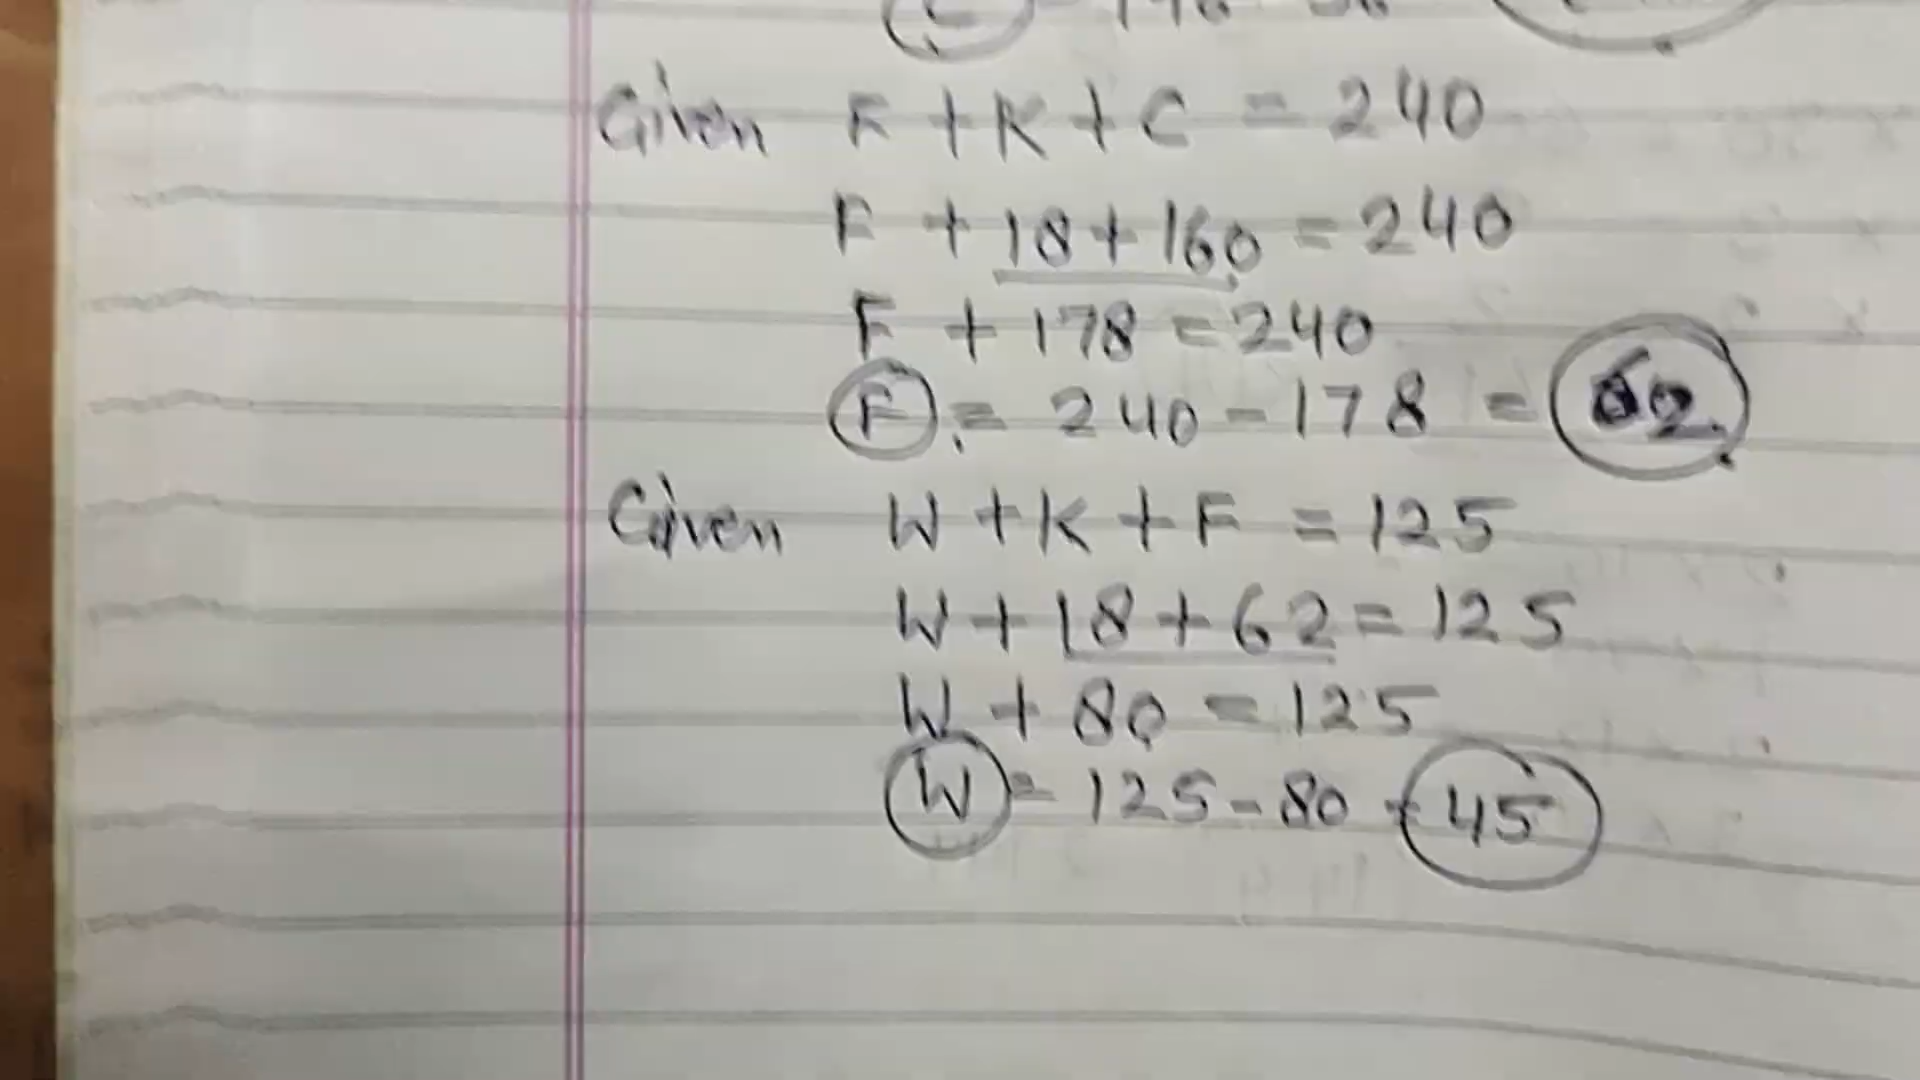 Given F + K + C = 240
F + 18 + 160 = 240
F + 178 = 240
F = 240 - 178 = 62
Given W + K + F = 125
W + 18 + 62 = 125
W + 80 = 125
W = 125 - 80 = 45